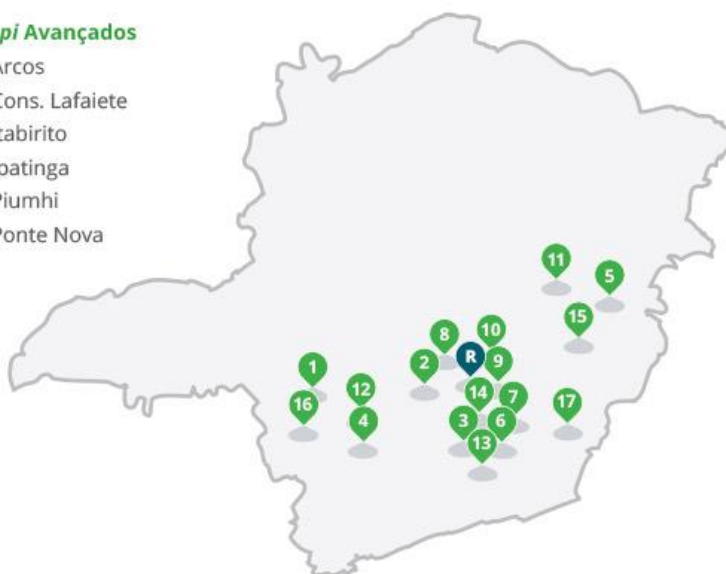 pi Avançados
Arcos
Cons. Lafaiete
tabirito
patinga
Piumhi
Ponte Nova
11
5
15
10
8
R
9
2
1
12
14
7
16
17
4
3
6
13